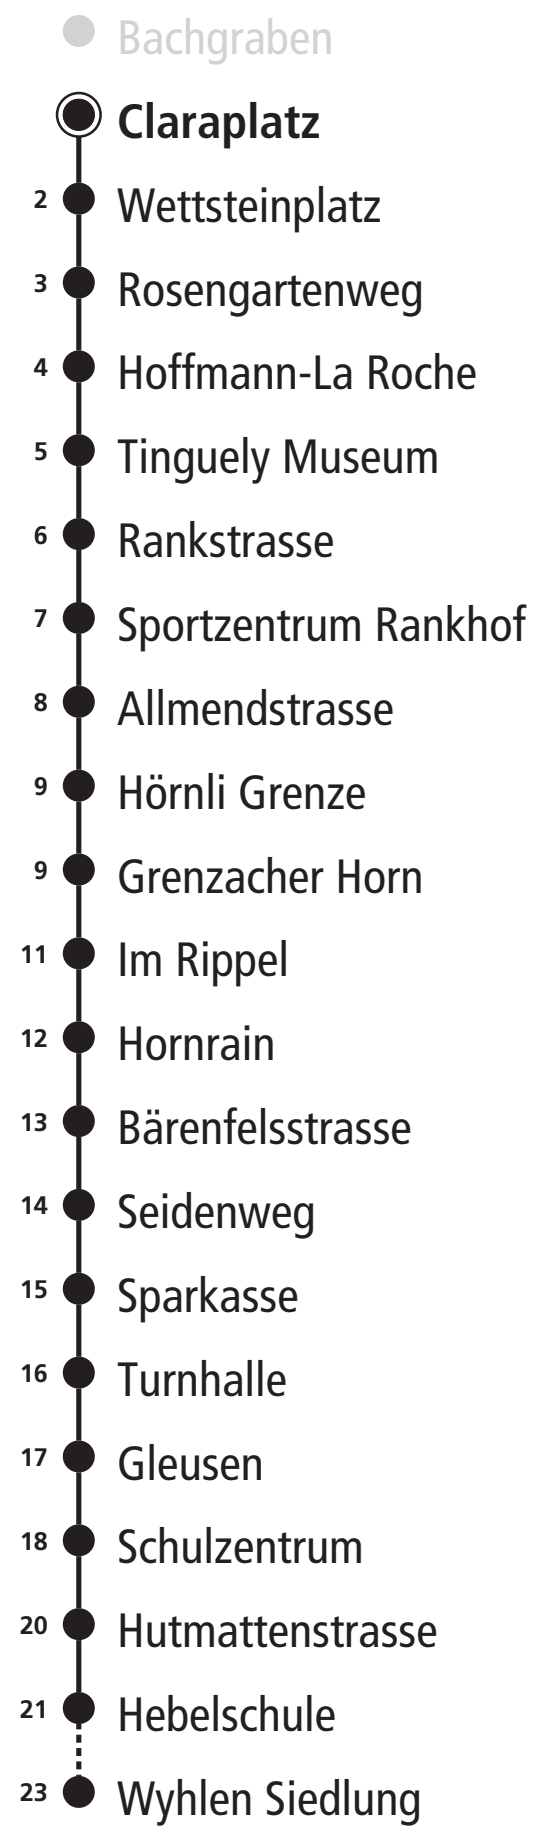 Bachgraben
Claraplatz
2 Wettsteinplatz
3 Rosengartenweg
4 Hoffmann-La Roche
5 Tinguely Museum
6 Rankstrasse
7 Sportzentrum Rankhof
8 Allmendstrasse
9 Hörnli Grenze
9 Grenzacher Horn
11 Im Rippel
12 Hornrain
13 Bärenfelsstrasse
14 Seidenweg
15 Sparkasse
16 Turnhalle
17 Gleusen
18 Schulzentrum
20 Hutmattenstrasse
21 Hebelschule
23 Wyhlen Siedlung